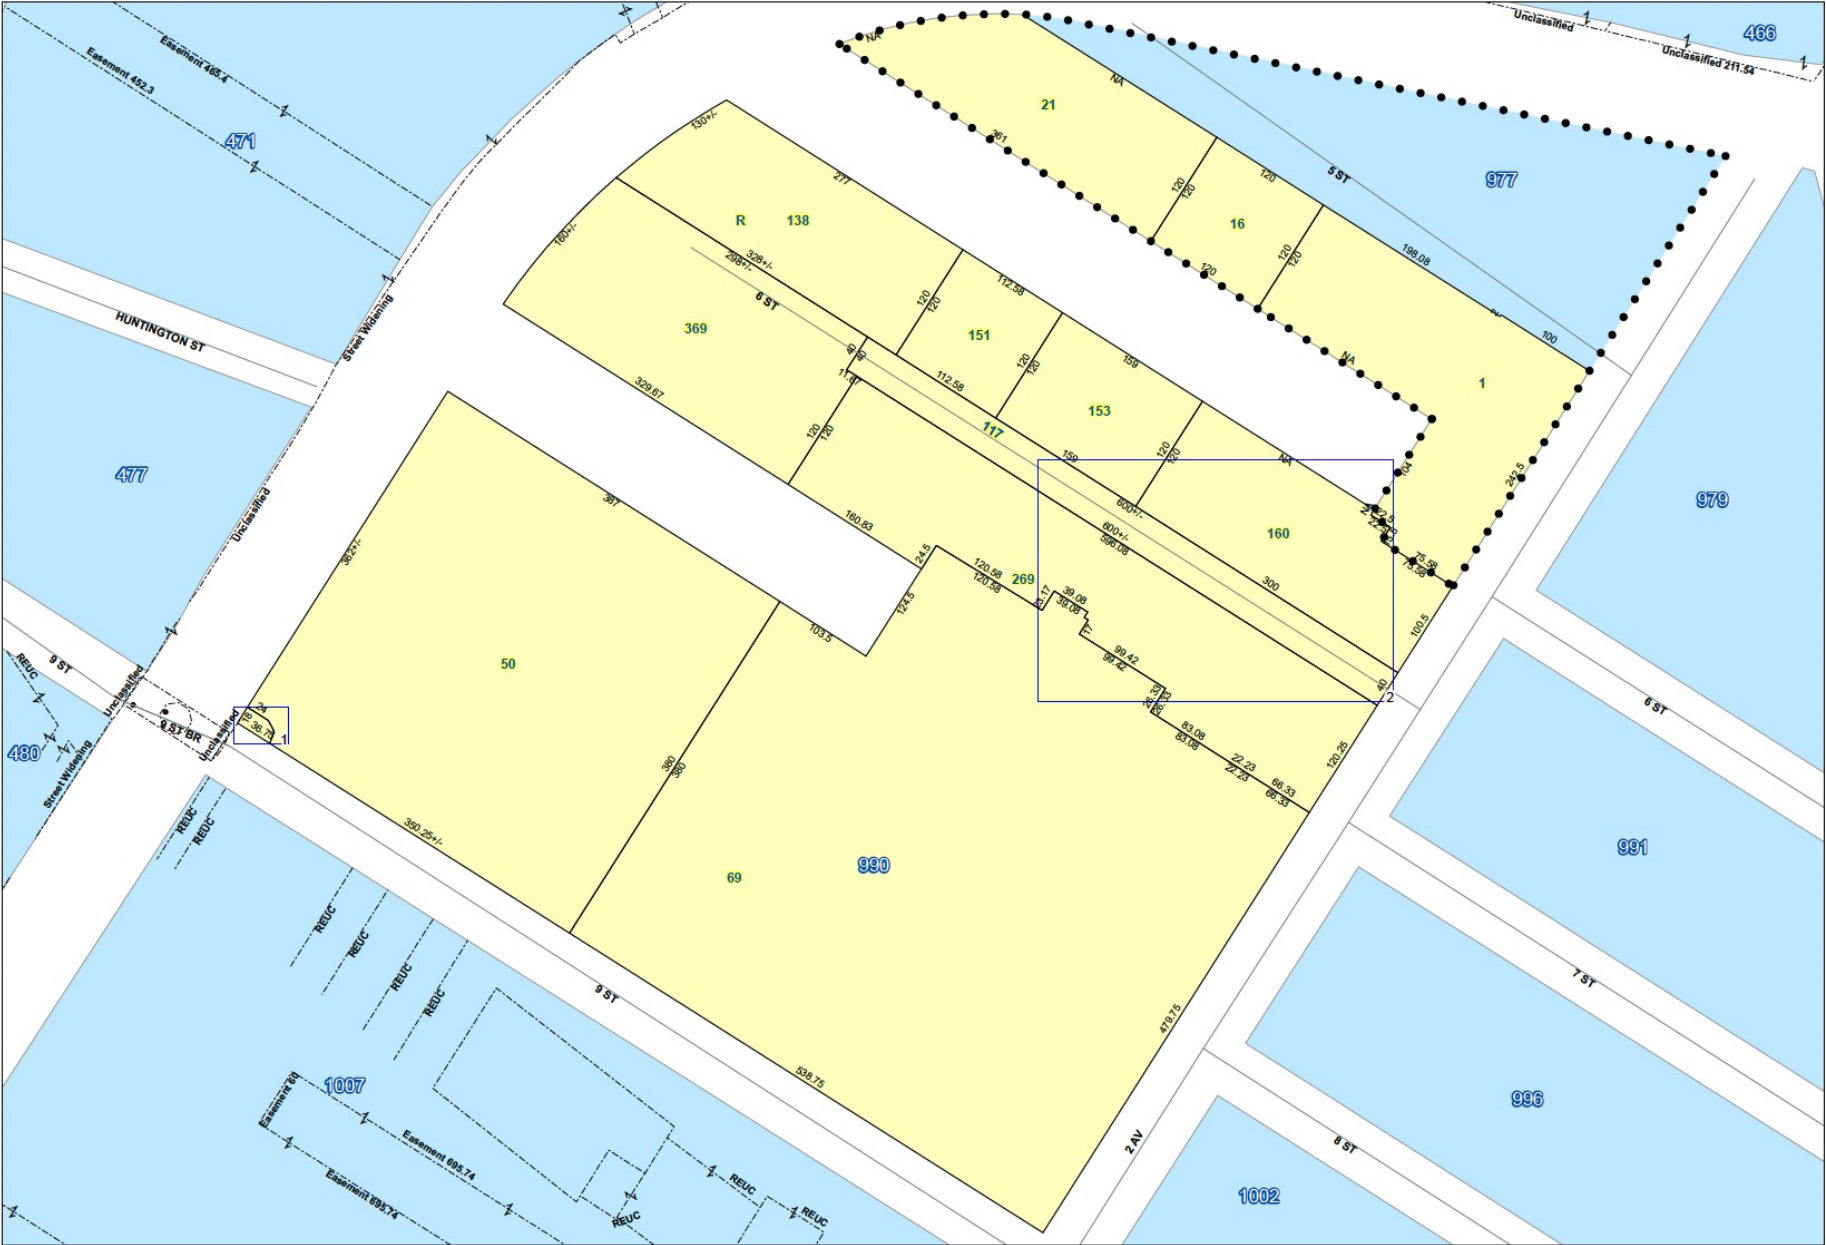 Unclassified
466
Unclassified 211.54
Easement 465.4
Easement 452.3
471
NA
NA
21
361
120
120
120
16
5 ST
977
130+/-
277
R 138
160+/-
328+/-
298+/-
6 ST
120
120
120
198.08
100
NA
1
HUNTINGTON ST
Street Widening
369
112.58
120
120
151
120
120
159
40
40
11.67
112.58
153
117
329.67
120
120
159
120
120
NA
104
242.5
477
979
Unclassified
387
160.83
600+/-
600+/-
596.08
160
22.5
75.58
75.58
362+/-
24.5
120.58
120.58
269
39.08
39.08
17
300
100.5
124.5
103.5
99.42
99.42
26.33
26.33
40
2
50
9 ST
REUC
Unclassified
9 ST BR
Unclassified
24
18
36.75
1
480
Street Widening
83.08
83.08
22.23
22.23
66.33
66.33
120.25
6 ST
380
380
REUC
REUC
350.25+/-
990
69
991
REUC
REUC
REUC
REUC
9 ST
479.75
7 ST
1007
Easement 60
538.75
996
Easement 695.74
Easement 695.74
2 AV
8 ST
REUC
REUC
REUC
1002